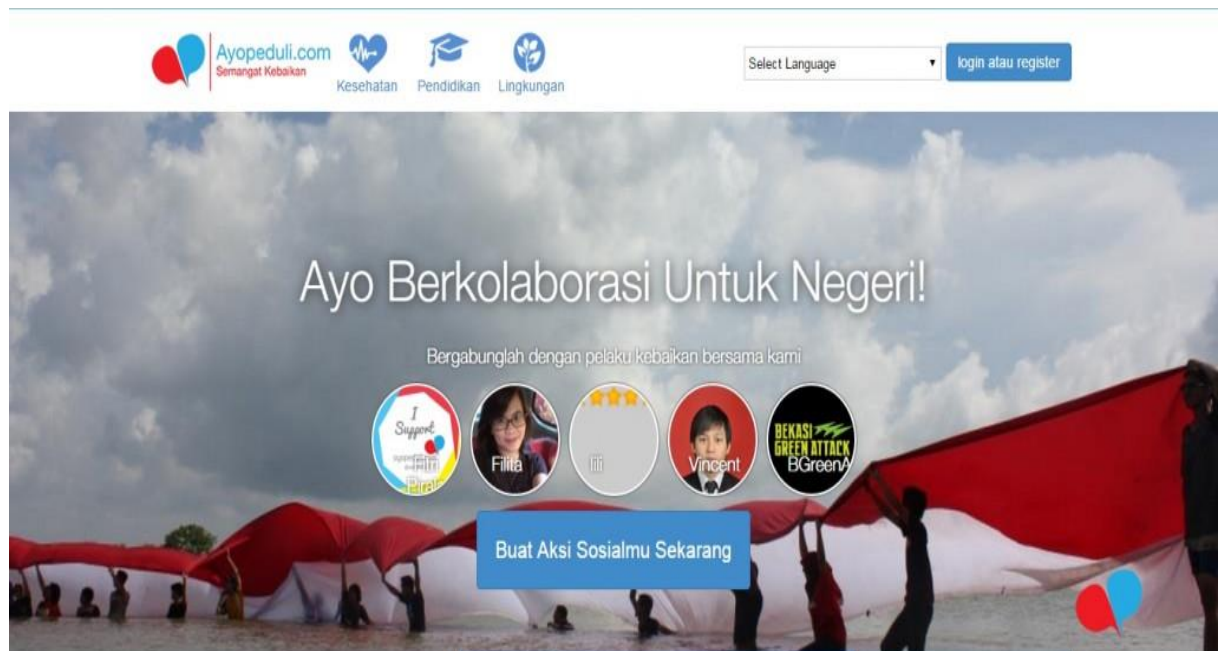 Ayopeduli.com
Semangat Kebaikan
Kesehatan
Pendidikan
Lingkungan
Select Language
login atau register
Ayo Berkolaborasi Untuk Negeri!
Bergabunglah dengan pelaku kebaikan bersama kami
I
Support
Filita
Vincent
BEKASI
GREEN ATTACK
BGreenA
Buat Aksi Sosialmu Sekarang